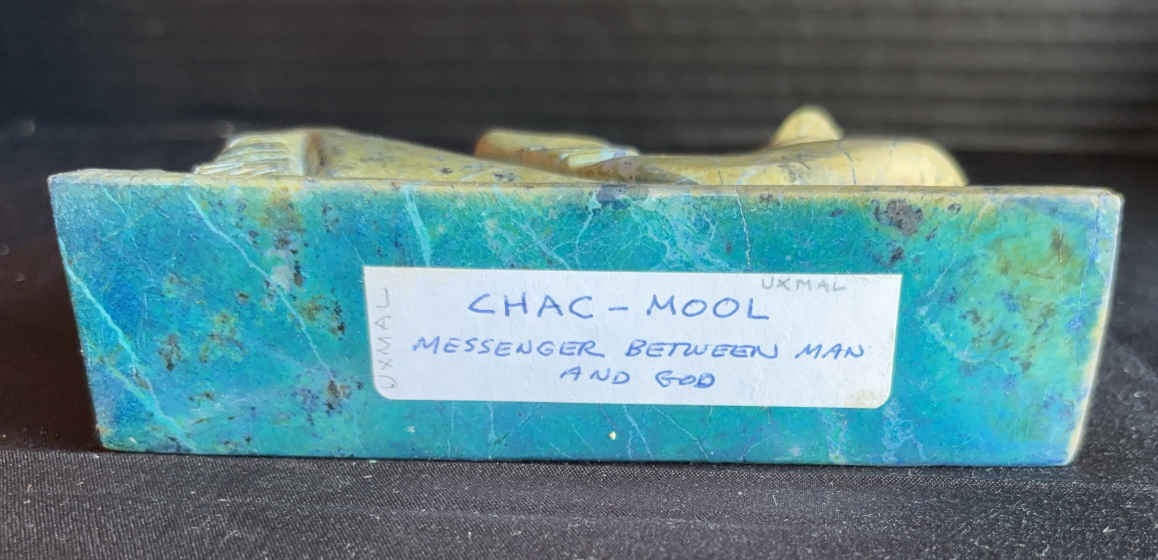 UXMAL
CHAC-MOOL
MESSENGER BETWEEN MAN
AND GOD
UXMAL